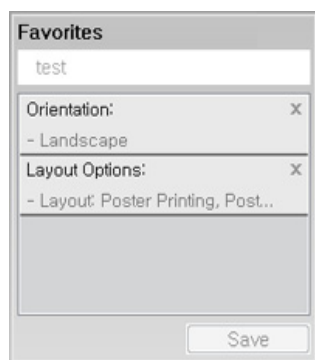 Favorites
test
Orientation: x
- Landscape
Layout Options: x
- Layout: Poster Printing, Post...
Save